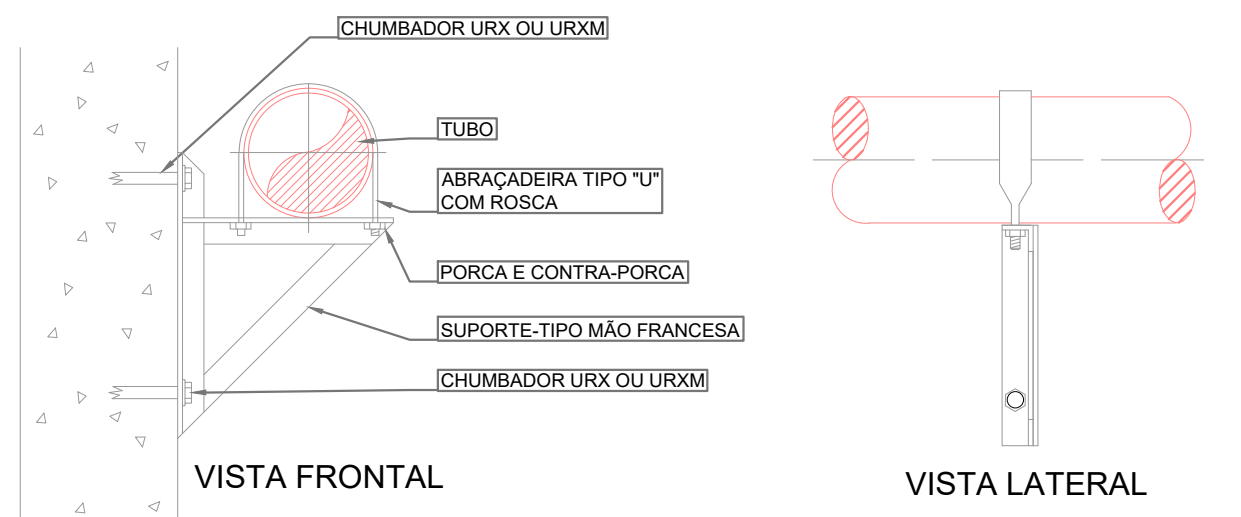 CHUMBADOR URX OU URXM
TUBO
ABRAÇADEIRA TIPO "U"
COM ROSCA
PORCA E CONTRA-PORCA
SUPORTE-TIPO MÃO FRANCESA
CHUMBADOR URX OU URXM
VISTA FRONTAL
VISTA LATERAL